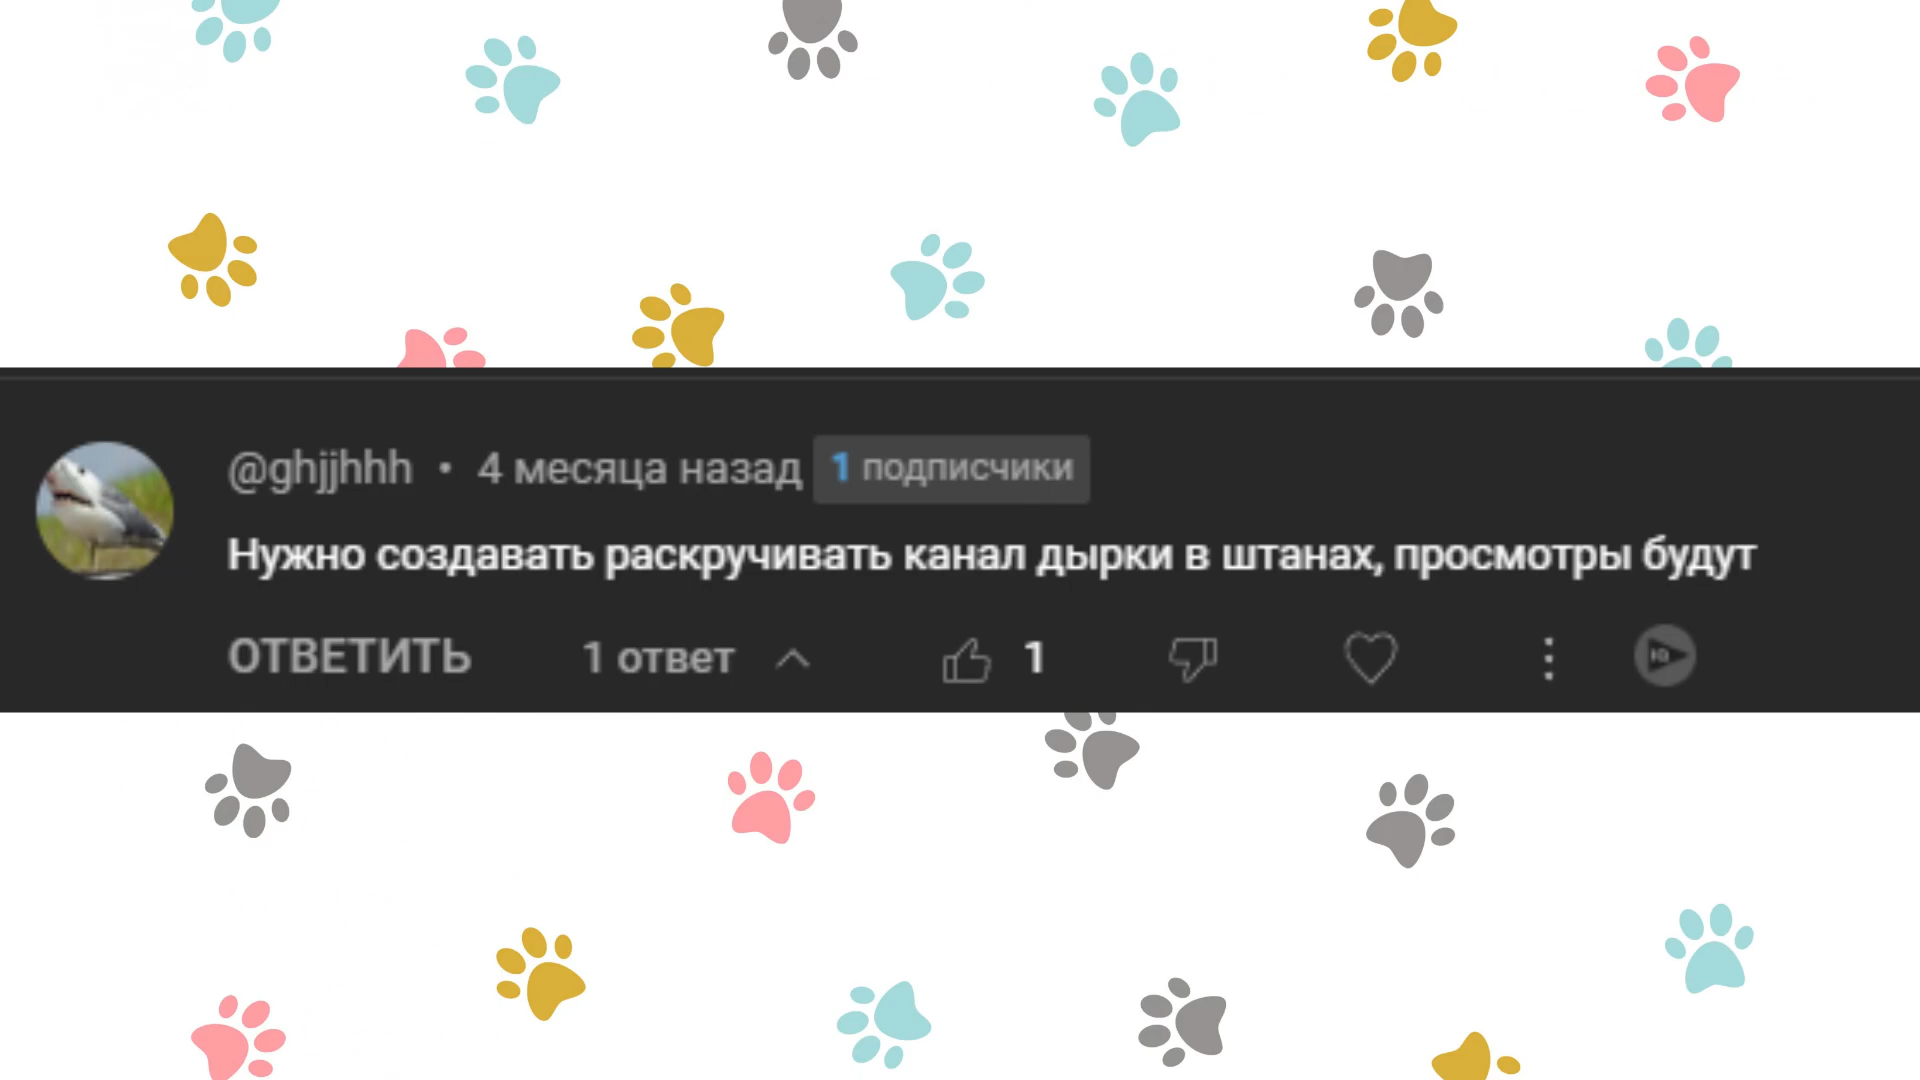 @ghjjhhh • 4 месяца назад 1 подписчики
Нужно создавать раскручивать канал дырки в штанах, просмотры будут
ОТВЕТИТЬ 1 ответ 1